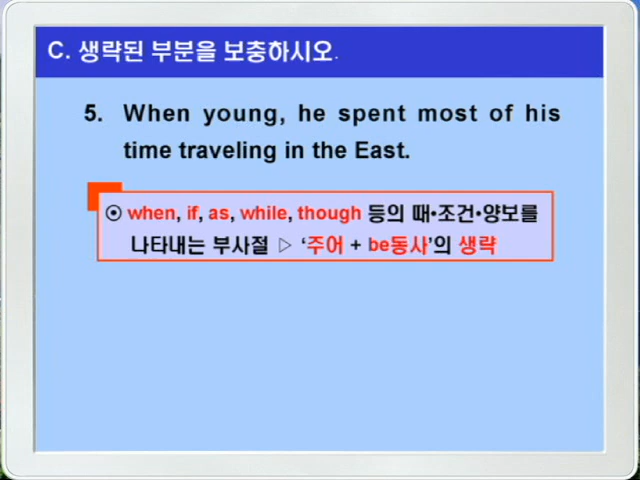 C. 생략된 부분을 보충하시오.
5. When young, he spent most of his
time traveling in the East.
⊙ when, if, as, while, though 등의 때•조건•양보를
나타내는 부사절 ▷ ‘주어 + be동사’의 생략